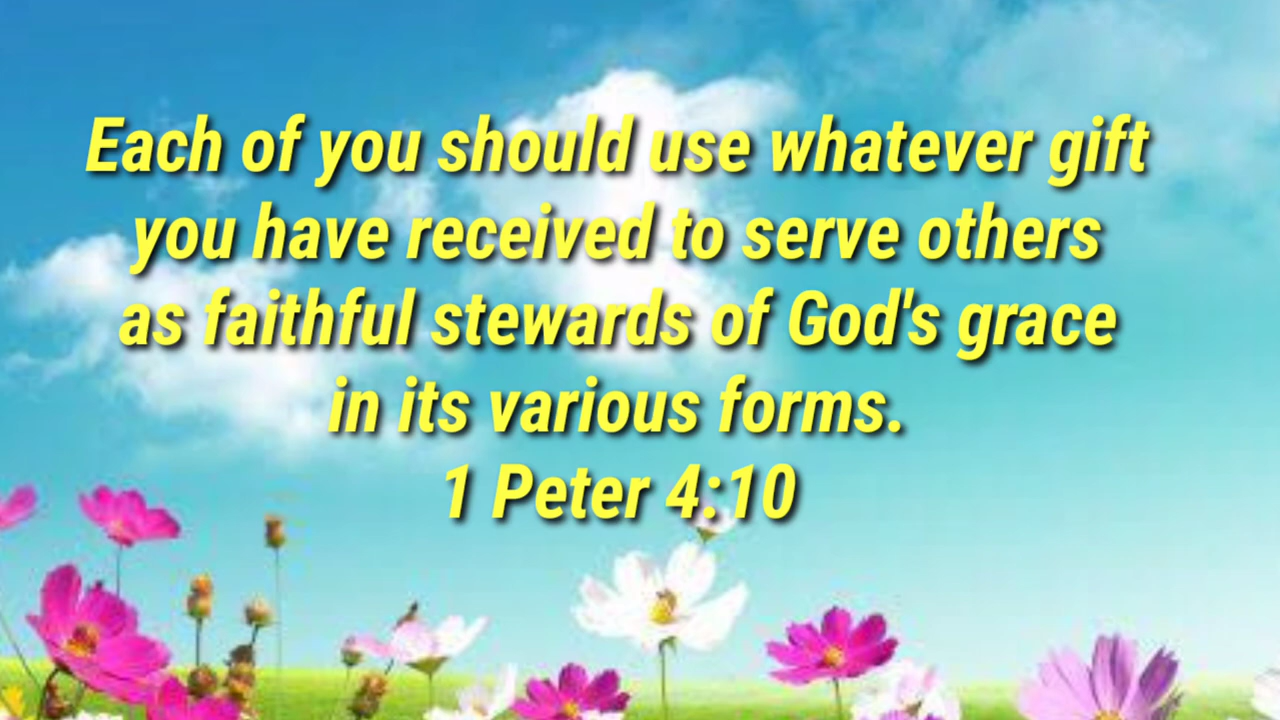 Each of you should use whatever gift
you have received to serve others
as faithful stewards of God's grace
in its various forms.
1 Peter 4:10